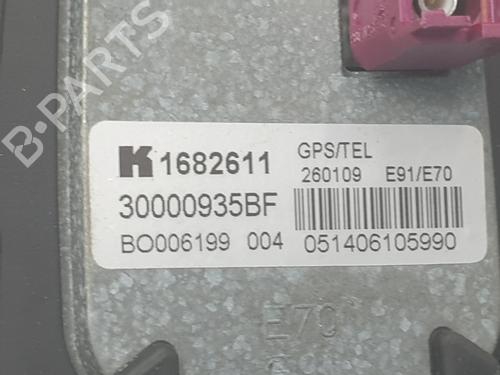 B-PARTS
K 1682611
GPS/TEL
260109 E91/E70
30000935BF
BO006199 004
051406105990
E70